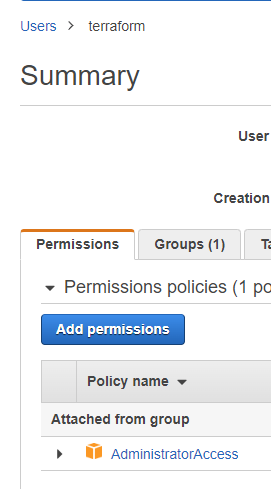 Users > terraform
Summary
User
Creation
Permissions
Groups (1)
Ta
Permissions policies (1 po
Add permissions
Policy name
Attached from group
AdministratorAccess